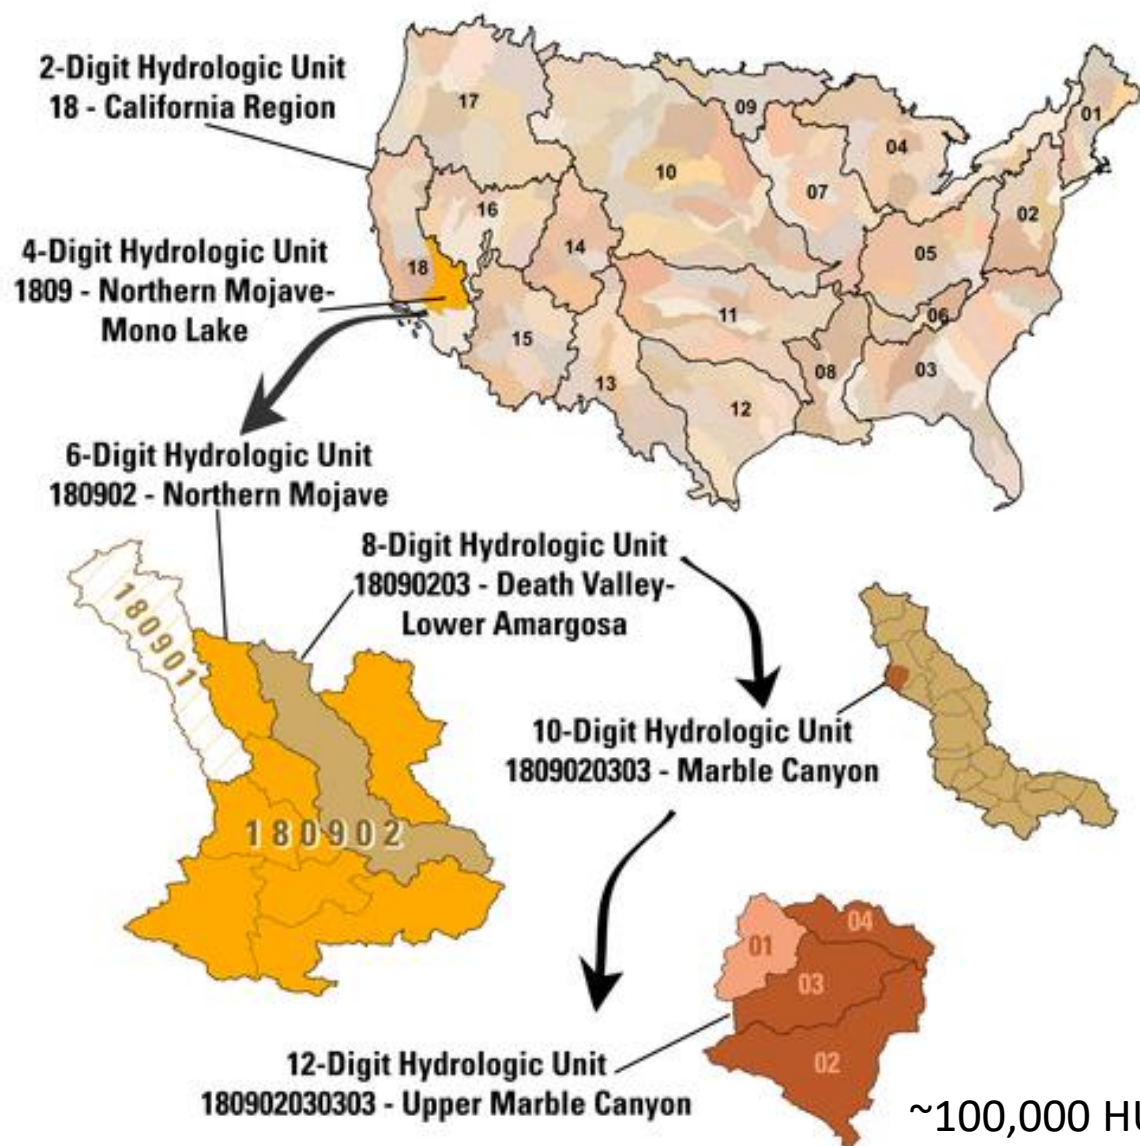 2-Digit Hydrologic Unit
18 - California Region
17
09
01
04
10
07
16
02
14
18
05
4-Digit Hydrologic Unit
1809 - Northern Mojave-
Mono Lake
11
06
15
08
03
13
12
6-Digit Hydrologic Unit
180902 - Northern Mojave
8-Digit Hydrologic Unit
18090203 - Death Valley-
Lower Amargosa
180901
10-Digit Hydrologic Unit
1809020303 - Marble Canyon
180902
04
01
03
02
12-Digit Hydrologic Unit
180902030303 - Upper Marble Canyon
~100,000